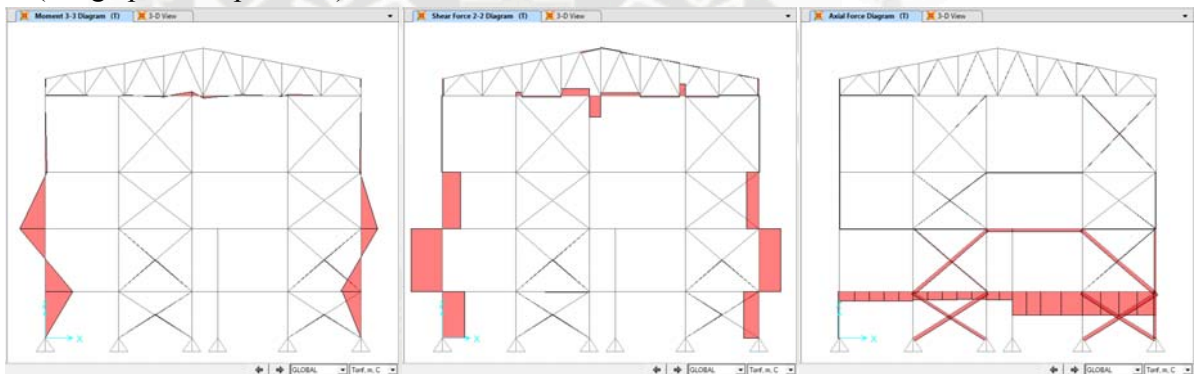 Moment 3-3 Diagram (T)
3-D View
Shear Force 2-2 Diagram (T)
3-D View
Axial Force Diagram (T)
3-D View
X
X
X
GLOBAL
Tonf, m, C
GLOBAL
Tonf, m, C
GLOBAL
Tonf, m, C